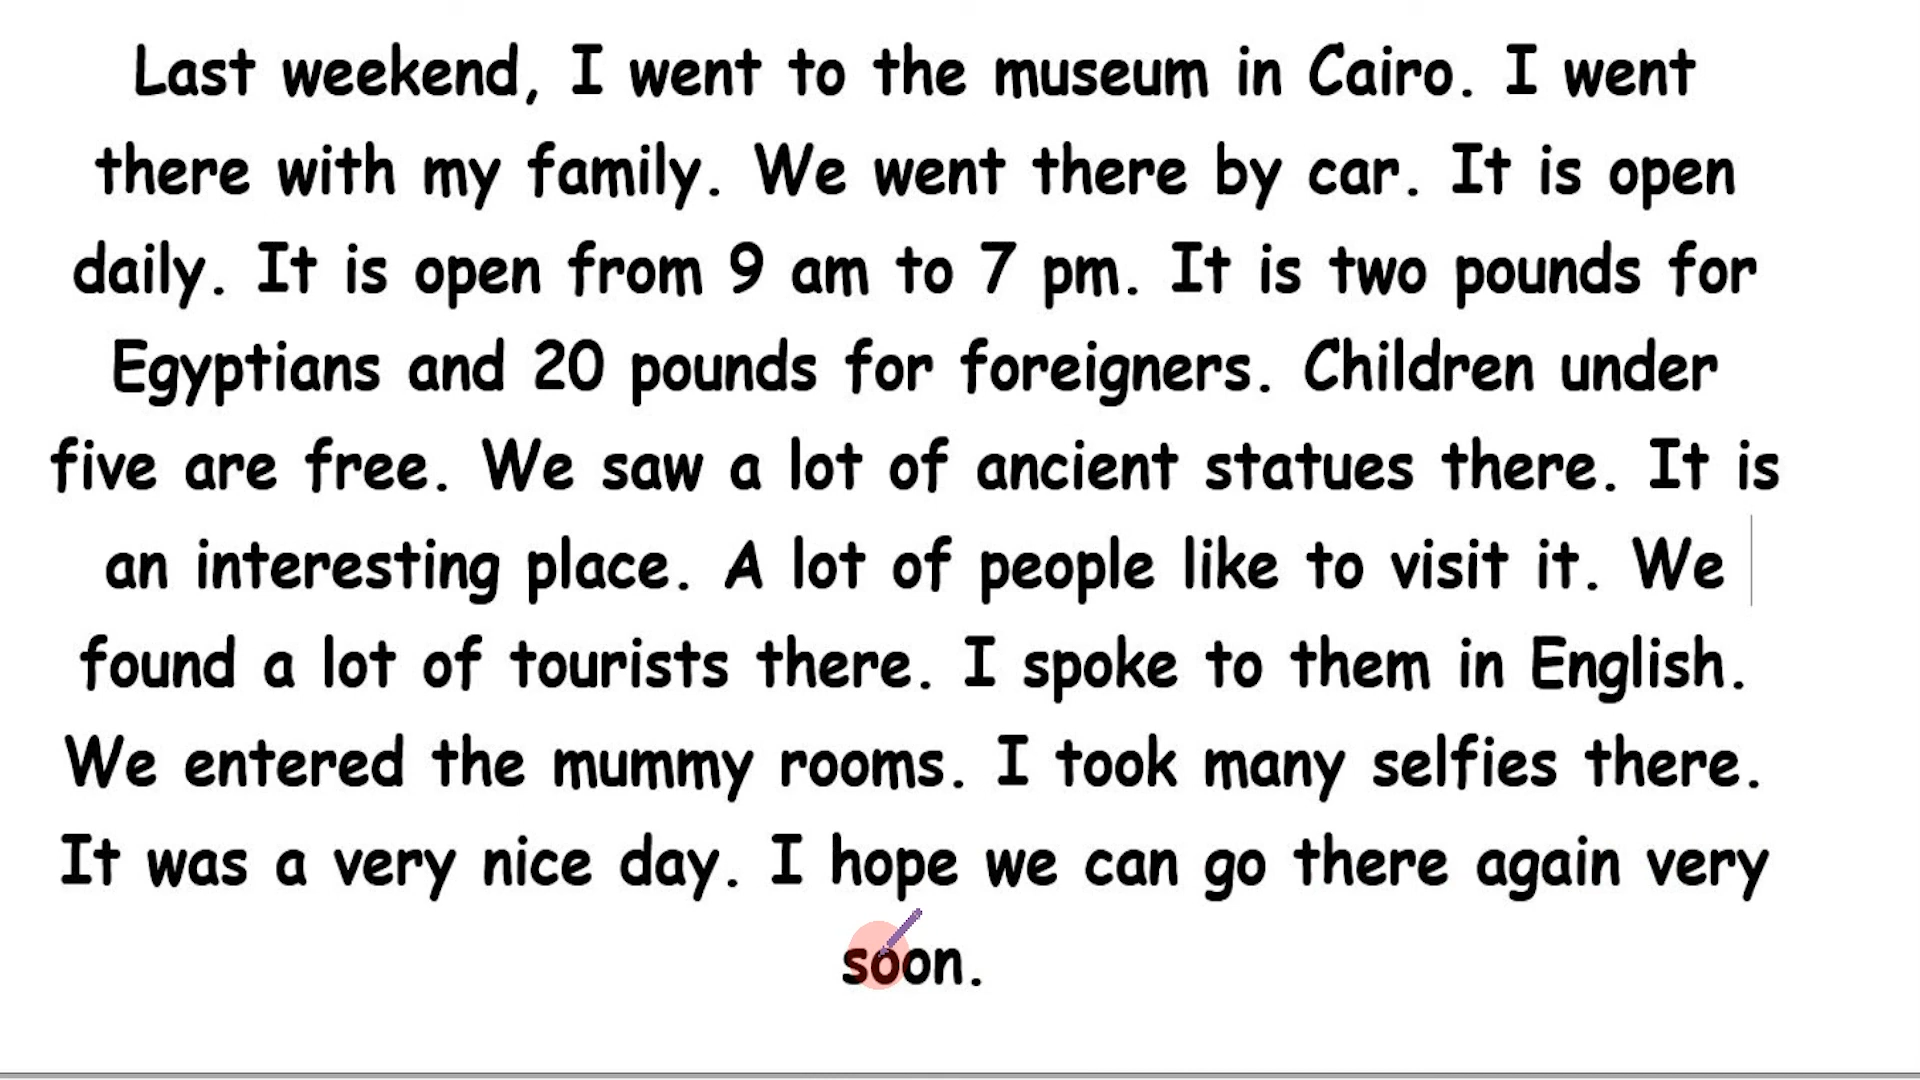 Last weekend, I went to the museum in Cairo. I went
there with my family. We went there by car. It is open
daily. It is open from 9 am to 7 pm. It is two pounds for
Egyptians and 20 pounds for foreigners. Children under
five are free. We saw a lot of ancient statues there. It is
an interesting place. A lot of people like to visit it. We
found a lot of tourists there. I spoke to them in English.
We entered the mummy rooms. I took many selfies there.
It was a very nice day. I hope we can go there again very
soon.